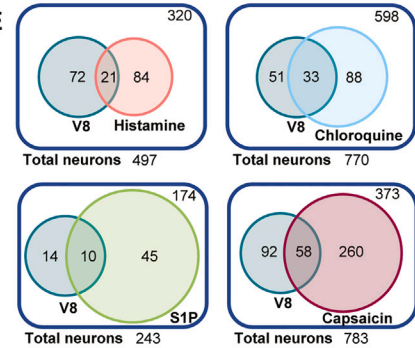 E
320
72 21 84
V8 Histamine
Total neurons 497
598
51 33 88
V8 Chloroquine
Total neurons 770
174
14 10 45
V8 S1P
Total neurons 243
373
92 58 260
V8 Capsaicin
Total neurons 783